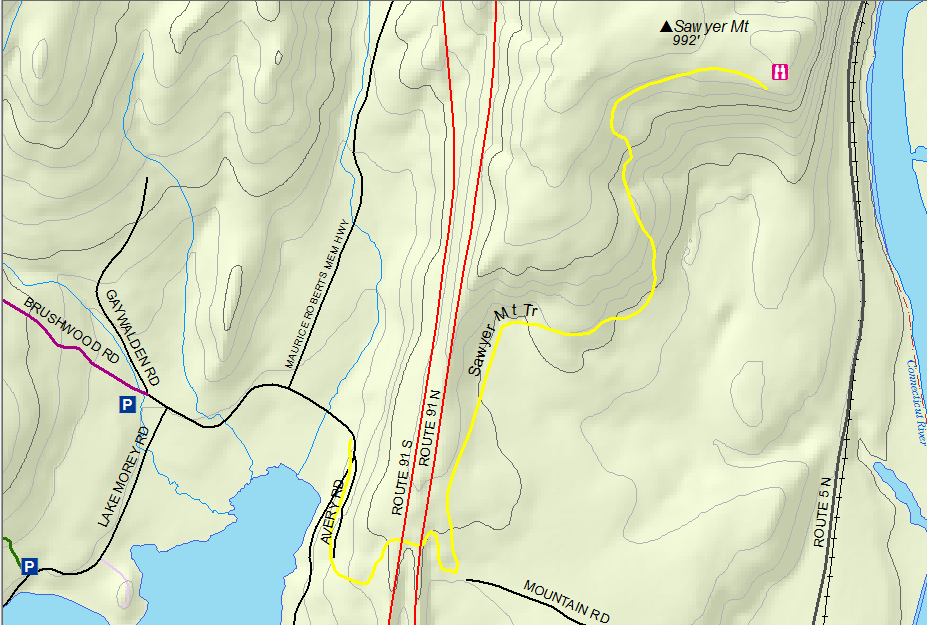 ▲Sawyer Mt
992'
BRUSHWOOD RD
GAYWALDEN RD
MAURICE ROBERTS MEM HWY
Sawyer Mt Tr
P
LAKE MOREY RD
AVERY RD
ROUTE 91 S
ROUTE 91 N
Connecticut River
ROUTE 5 N
P
MOUNTAIN RD